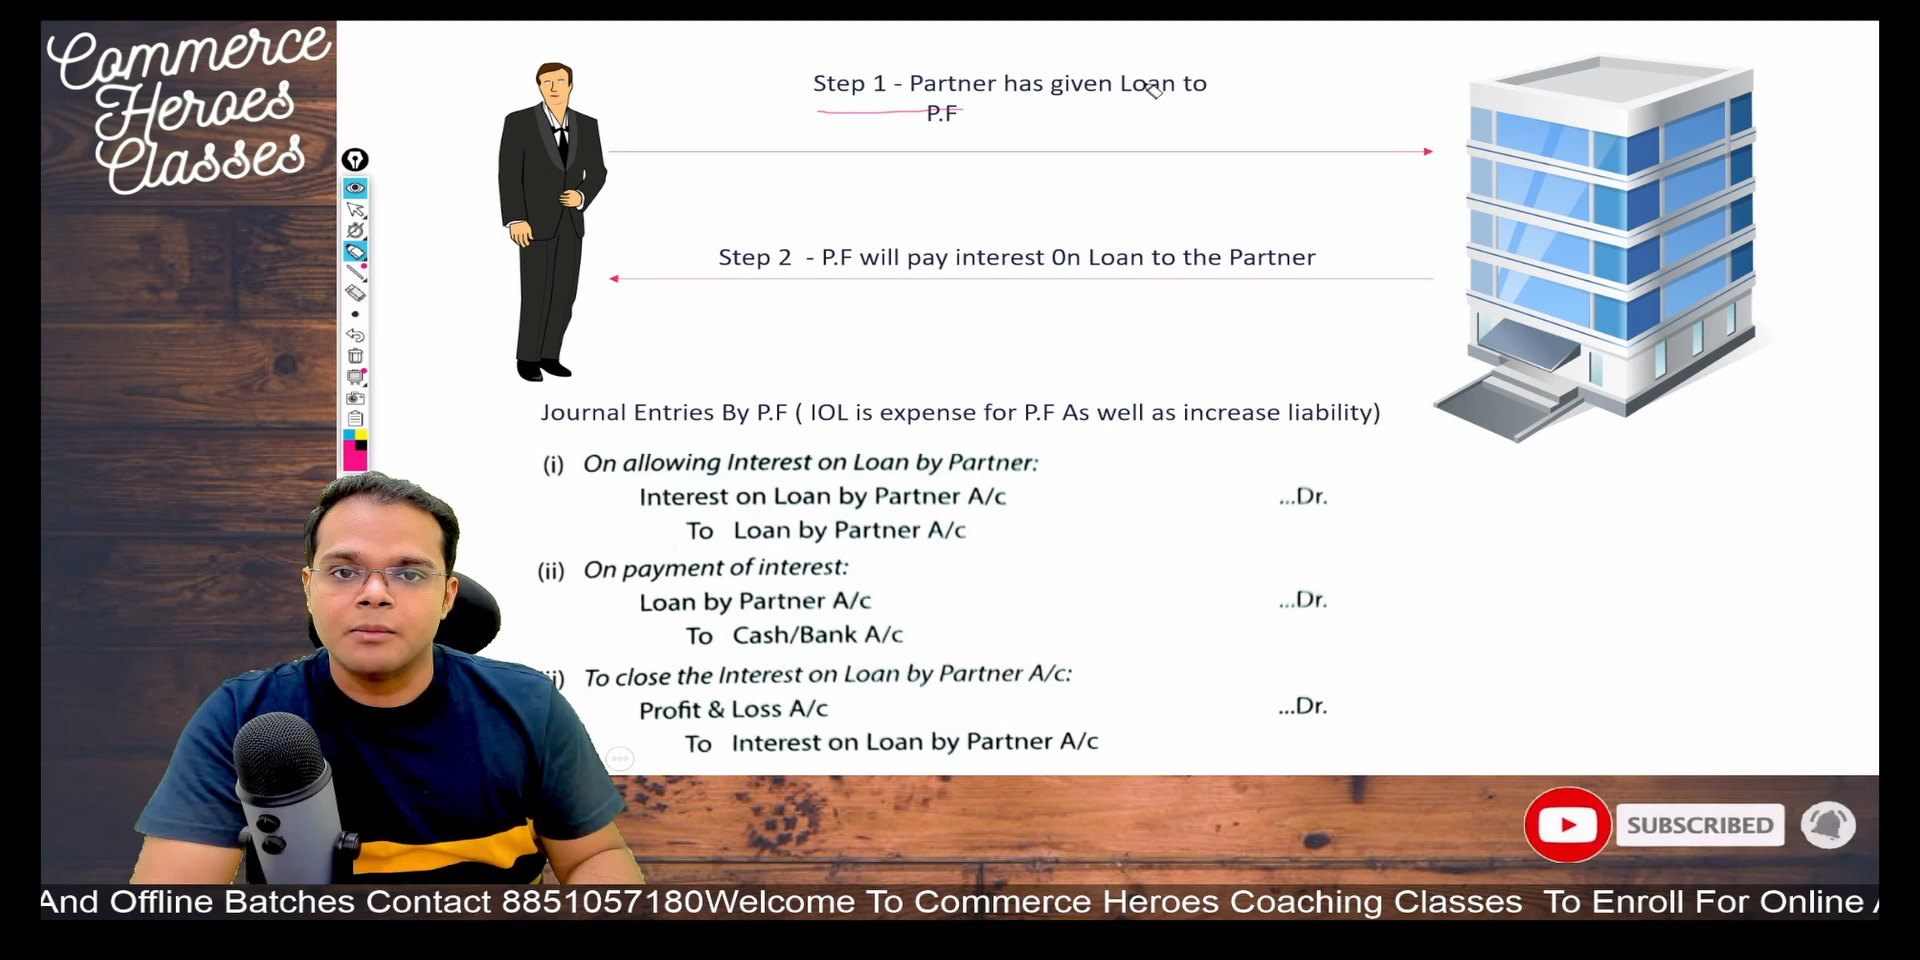 Commerce
Heroes
Classes
Step 1 - Partner has given Loan to
P.F
Step 2  - P.F will pay interest 0n Loan to the Partner
Journal Entries By P.F ( IOL is expense for P.F As well as increase liability)
(i) On allowing Interest on Loan by Partner:
Interest on Loan by Partner A/c ...Dr.
To Loan by Partner A/c
(ii) On payment of interest:
Loan by Partner A/c ...Dr.
To Cash/Bank A/c
To close the Interest on Loan by Partner A/c:
Profit & Loss A/c ...Dr.
To Interest on Loan by Partner A/c
SUBSCRIBED
And Offline Batches Contact 8851057180Welcome To Commerce Heroes Coaching Classes  To Enroll For Online